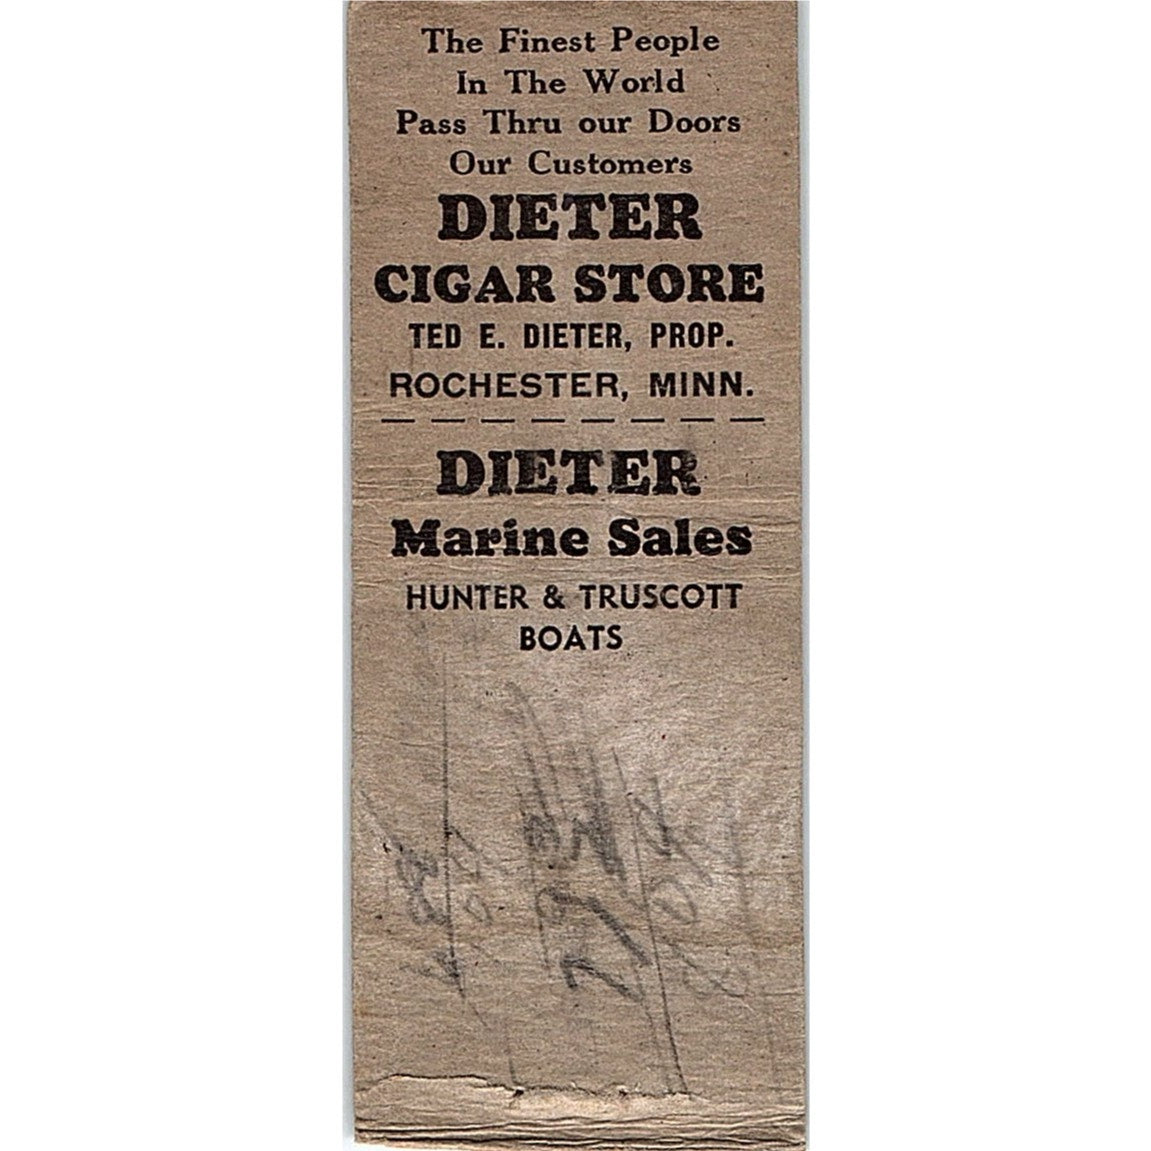 The Finest People
In The World
Pass Thru our Doors
Our Customers
DIETER
CIGAR STORE
TED E. DIETER, PROP.
ROCHESTER, MINN.
DIETER
Marine Sales
HUNTER & TRUSCOTT
BOATS